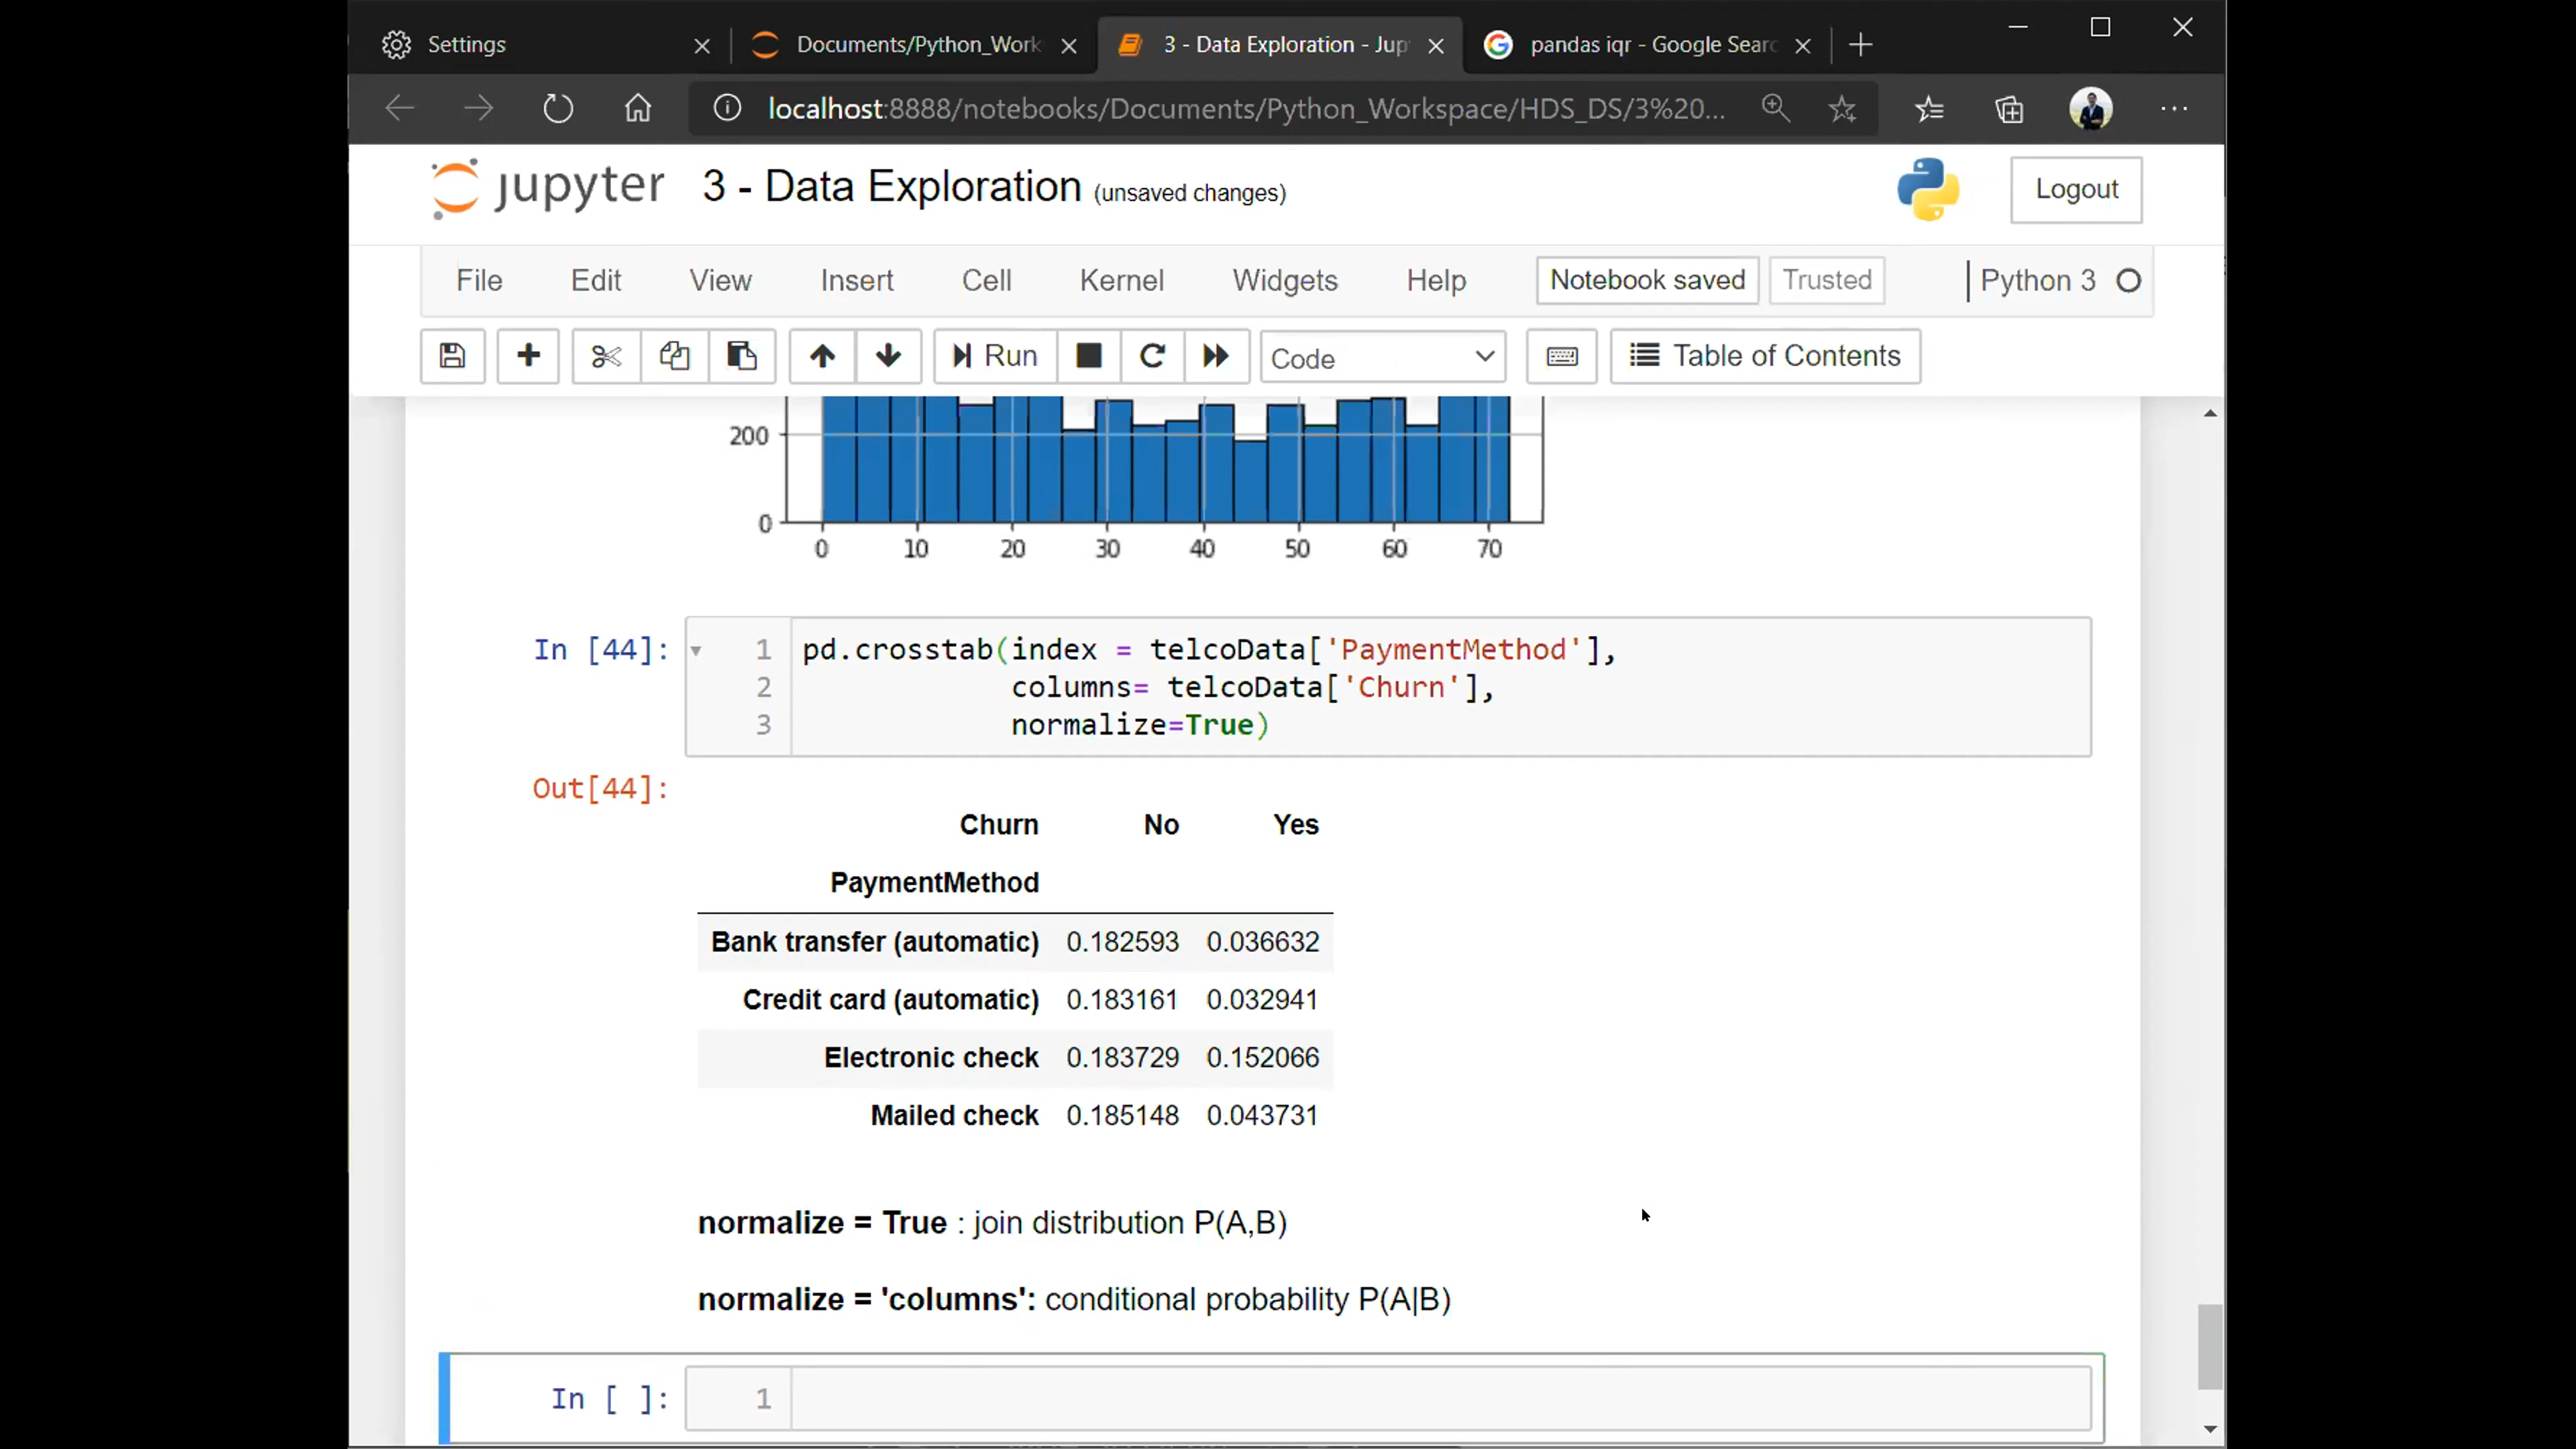 Settings
Documents/Python_Work
3 - Data Exploration - Jup
pandas iqr - Google Searc
localhost:8888/notebooks/Documents/Python_Workspace/HDS_DS/3%20...
jupyter 3 - Data Exploration (unsaved changes)
Logout
File Edit View Insert Cell Kernel Widgets Help Notebook saved Trusted Python 3
Run Code Table of Contents
200
0
0 10 20 30 40 50 60 70
In [44]: 1 pd.crosstab(index = telcoData['PaymentMethod'],
2 columns= telcoData['Churn'],
3 normalize=True)
Out[44]:
Churn No Yes
PaymentMethod
Bank transfer (automatic) 0.182593 0.036632
Credit card (automatic) 0.183161 0.032941
Electronic check 0.183729 0.152066
Mailed check 0.185148 0.043731
normalize = True : join distribution P(A,B)
normalize = 'columns': conditional probability P(A|B)
In [ ]: 1